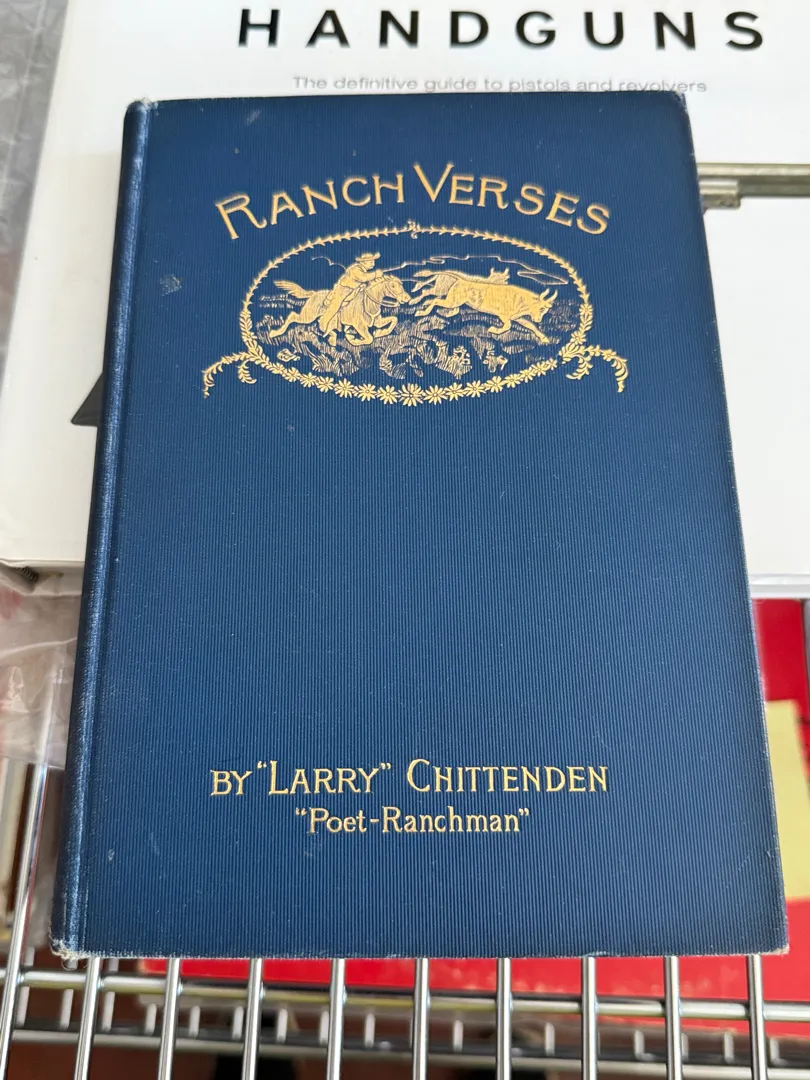 HANDGUNS
The definitive guide to pistols and revolvers
RANCH VERSES
BY "LARRY" CHITTENDEN
"Poet-Ranchman"